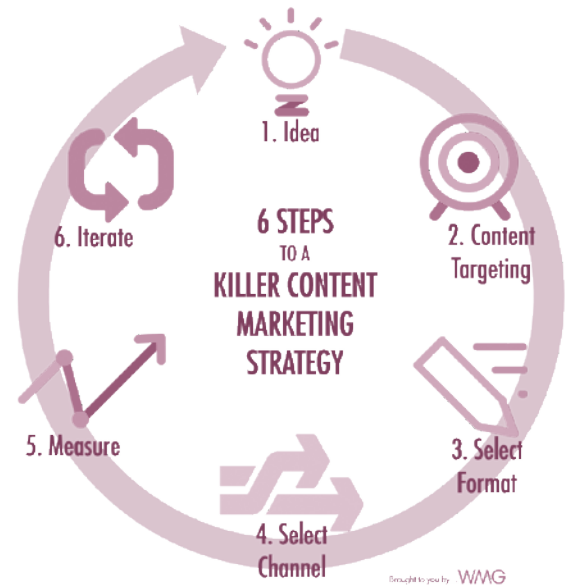 1. Idea
2. Content
Targeting
3. Select
Format
4. Select
Channel
5. Measure
6. Iterate
6 STEPS
TO A
KILLER CONTENT
MARKETING
STRATEGY
Brought to you by WMG